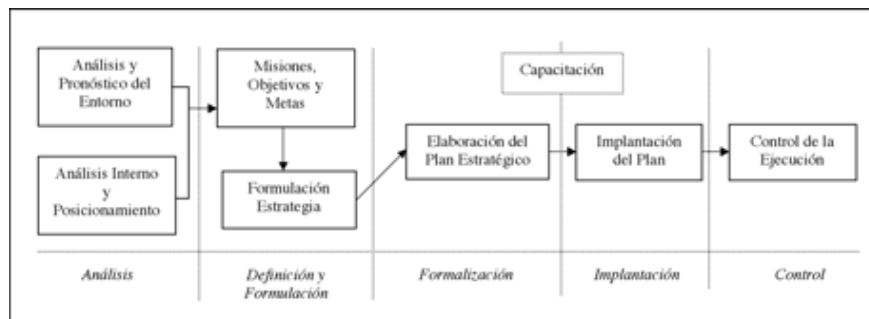 Análisis y
Pronóstico del
Entorno
Análisis Interno
y
Posicionamiento
Misiones,
Objetivos y
Metas
Formulación
Estrategia
Capacitación
Elaboración del
Plan Estratégico
Implantación
del Plan
Control de la
Ejecución
Análisis
Definición y
Formulación
Formalización
Implantación
Control